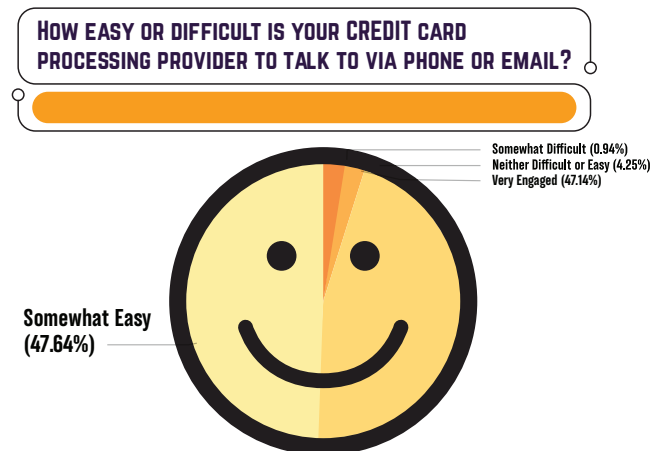 HOW EASY OR DIFFICULT IS YOUR CREDIT CARD
PROCESSING PROVIDER TO TALK TO VIA PHONE OR EMAIL?
Somewhat Difficult (0.94%)
Neither Difficult or Easy (4.25%)
Very Engaged (47.14%)
Somewhat Easy
(47.64%)